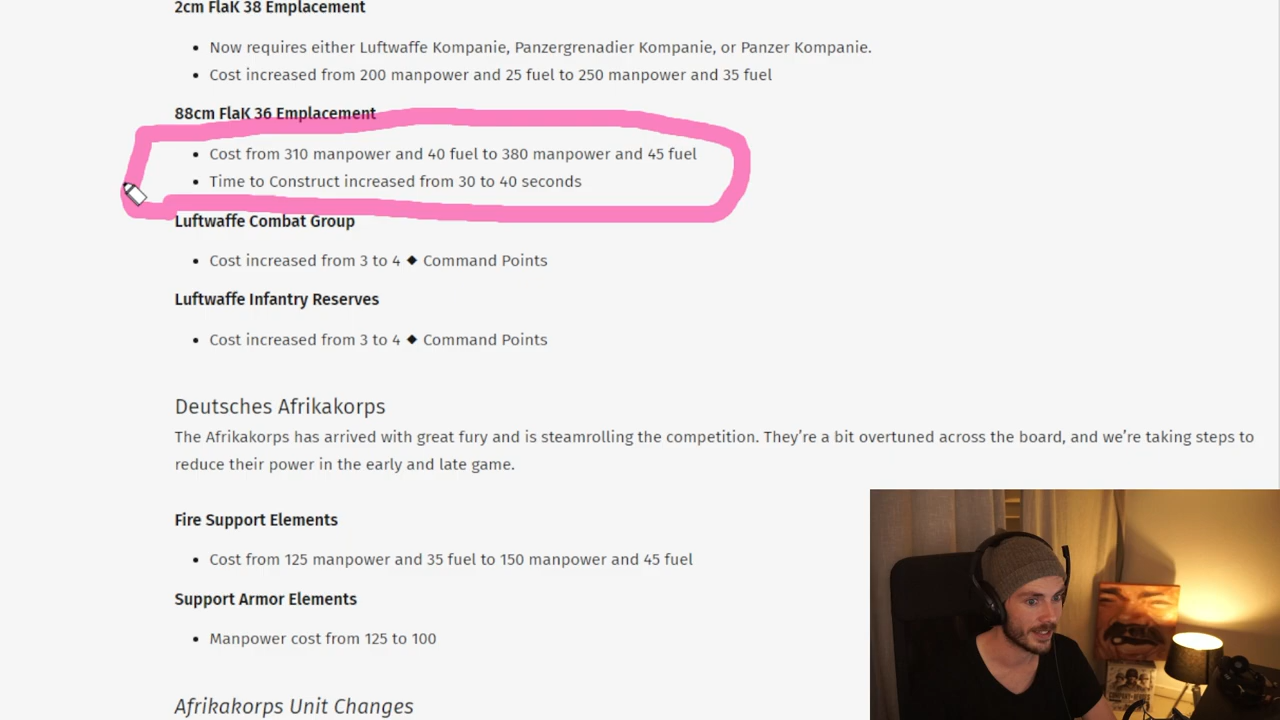 2cm FlaK 38 Emplacement
• Now requires either Luftwaffe Kompanie, Panzergrenadier Kompanie, or Panzer Kompanie.
• Cost increased from 200 manpower and 25 fuel to 250 manpower and 35 fuel
88cm FlaK 36 Emplacement
• Cost from 310 manpower and 40 fuel to 380 manpower and 45 fuel
• Time to Construct increased from 30 to 40 seconds
Luftwaffe Combat Group
• Cost increased from 3 to 4 ◆ Command Points
Luftwaffe Infantry Reserves
• Cost increased from 3 to 4 ◆ Command Points
Deutsches Afrikakorps
The Afrikakorps has arrived with great fury and is steamrolling the competition. They’re a bit overtuned across the board, and we’re taking steps to
reduce their power in the early and late game.
Fire Support Elements
• Cost from 125 manpower and 35 fuel to 150 manpower and 45 fuel
Support Armor Elements
• Manpower cost from 125 to 100
Afrikakorps Unit Changes